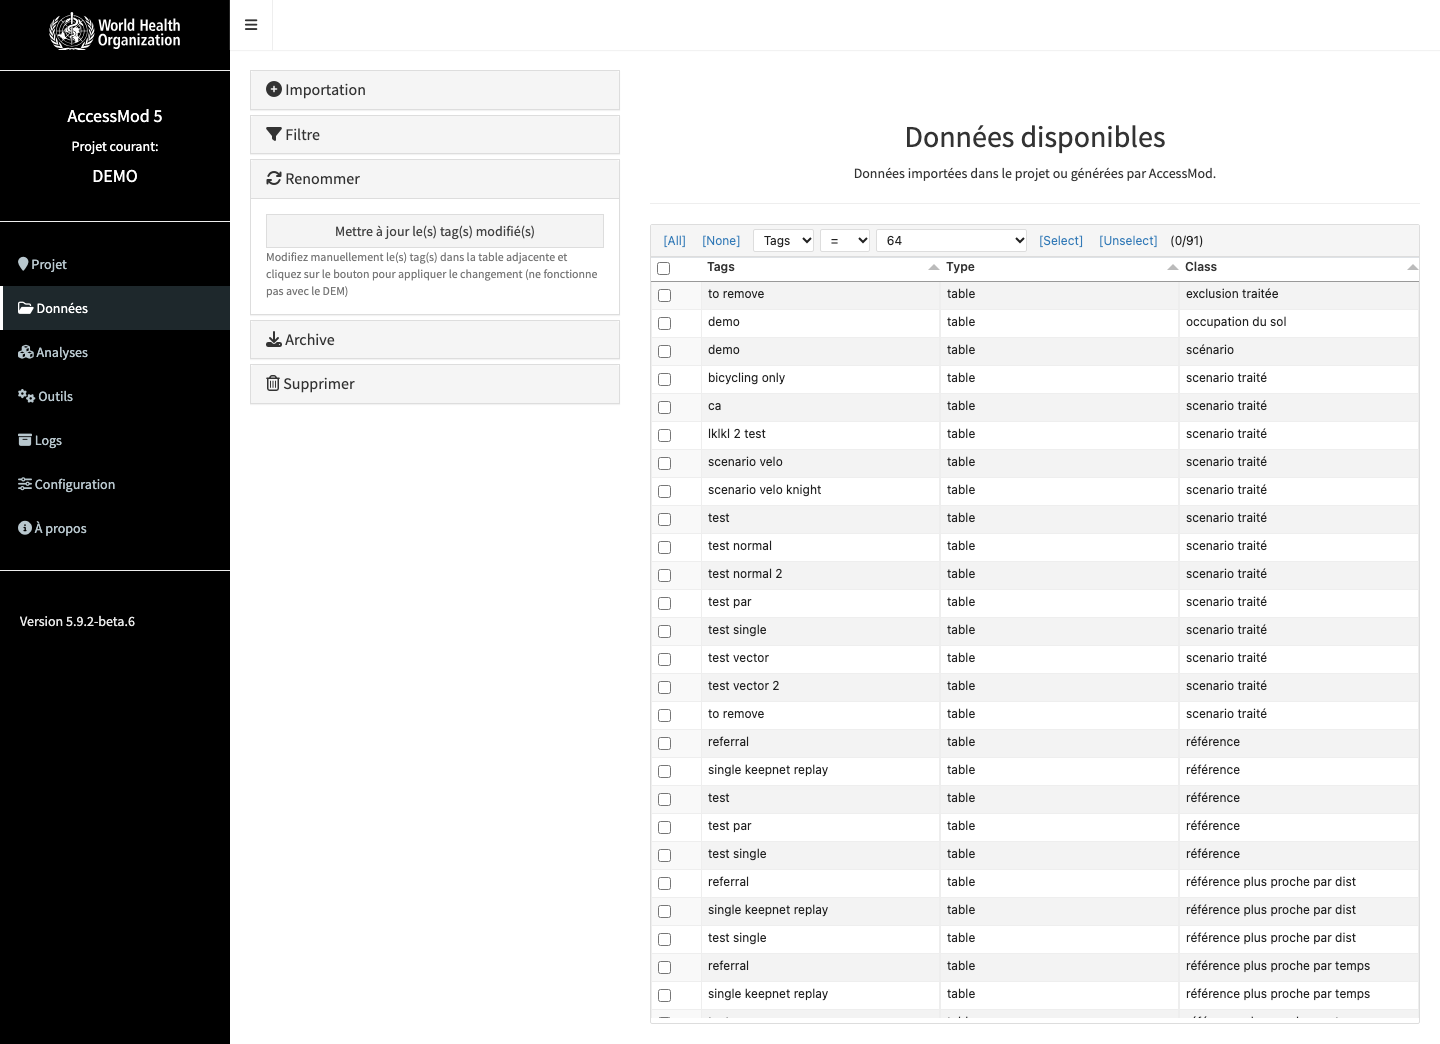 World Health
Organization
AccessMod 5
Projet courant:
DEMO
Projet
Données
Analyses
Outils
Logs
Configuration
À propos
Version 5.9.2-beta.6
Importation
Filtre
Renommer
Mettre à jour le(s) tag(s) modifié(s)
Modifiez manuellement le(s) tag(s) dans la table adjacente et
cliquez sur le bouton pour appliquer le changement (ne fonctionne
pas avec le DEM)
Archive
Supprimer
Données disponibles
Données importées dans le projet ou générées par AccessMod.
[All] [None] Tags = 64 [Select] [Unselect] (0/91)
Tags Type Class
to remove table exclusion traitée
demo table occupation du sol
demo table scénario
bicycling only table scenario traité
ca table scenario traité
lklkl 2 test table scenario traité
scenario velo table scenario traité
scenario velo knight table scenario traité
test table scenario traité
test normal table scenario traité
test normal 2 table scenario traité
test par table scenario traité
test single table scenario traité
test vector table scenario traité
test vector 2 table scenario traité
to remove table scenario traité
referral table référence
single keepnet replay table référence
test table référence
test par table référence
test single table référence
referral table référence plus proche par dist
single keepnet replay table référence plus proche par dist
test single table référence plus proche par dist
referral table référence plus proche par temps
single keepnet replay table référence plus proche par temps